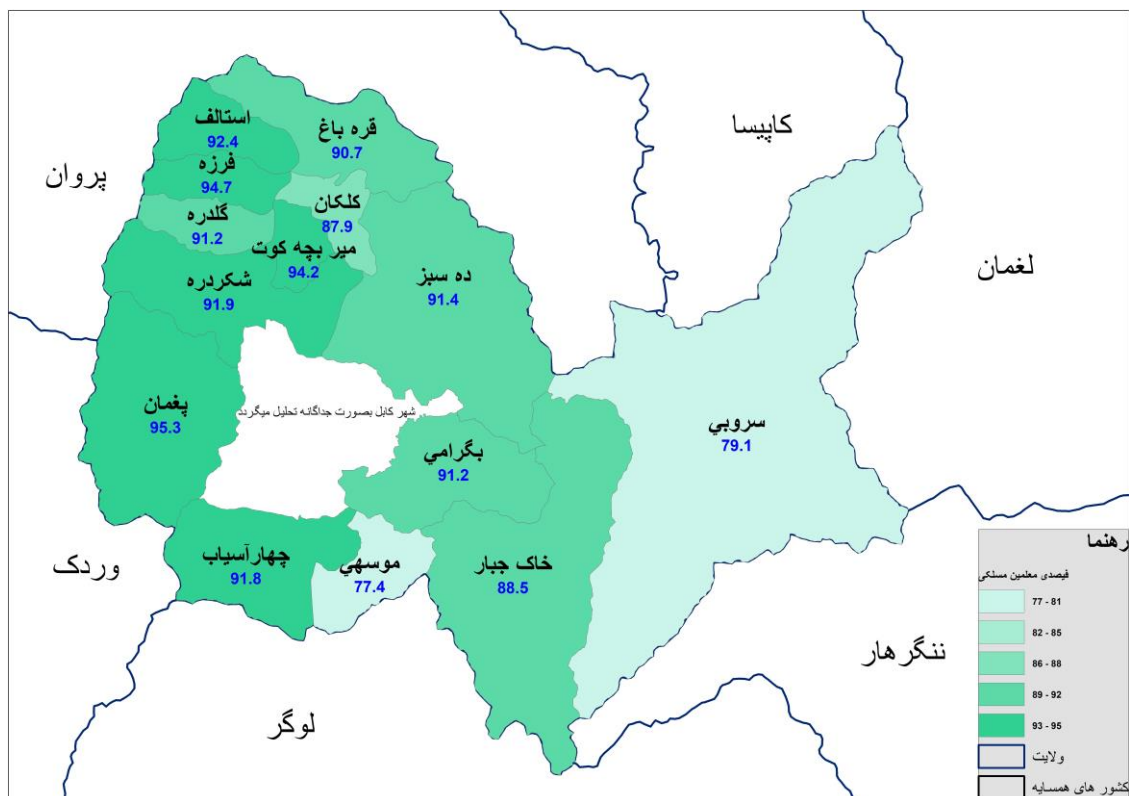 استالف
92.4
قره باغ
90.7
کاپیسا
پروان
فرزه
94.7
کلکان
87.9
گلدره
91.2
میر بچه کوت
94.2
لغمان
شکردره
91.9
ده سبز
91.4
پغمان
95.3
شهر کابل بصورت جداگانه تحلیل میگردد
سروبي
79.1
بگرامي
91.2
وردک
چهارآسیاب
91.8
موسهي
77.4
خاک جبار
88.5
ننگرهار
لوگر
رهنما
فیصدی معلمین مسلکی
77 - 81
82 - 85
86 - 88
89 - 92
93 - 95
ولایت
کشور های همسایه